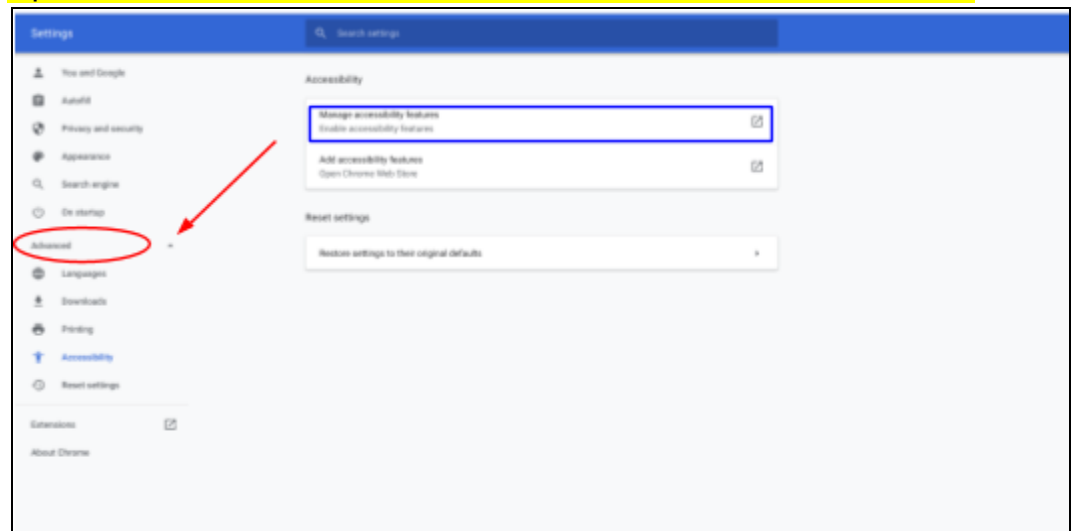 Settings
Search settings
You and Google
Autofill
Privacy and security
Appearance
Search engine
On startup
Advanced
Languages
Downloads
Printing
Accessibility
Reset settings
Extensions
About Chrome
Accessibility
Manage accessibility features
Enable accessibility features
Add accessibility features
Open Chrome Web Store
Reset settings
Restore settings to their original defaults